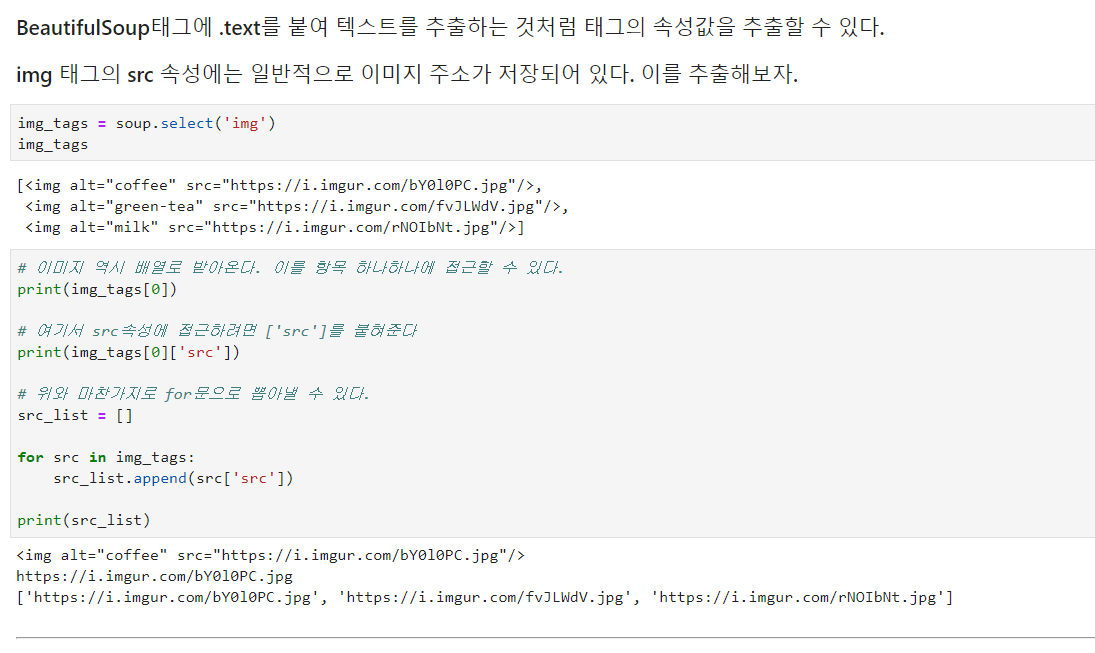 BeautifulSoup태그에 .text를 붙여 텍스트를 추출하는 것처럼 태그의 속성값을 추출할 수 있다.
img 태그의 src 속성에는 일반적으로 이미지 주소가 저장되어 있다. 이를 추출해보자.
img_tags = soup.select('img')
img_tags
[<img alt="coffee" src="https://i.imgur.com/bY0l0PC.jpg"/>,
 <img alt="green-tea" src="https://i.imgur.com/fvJLWdV.jpg"/>,
 <img alt="milk" src="https://i.imgur.com/rNOIbNt.jpg"/>]
# 이미지 역시 배열로 받아온다. 이를 항목 하나하나에 접근할 수 있다.
print(img_tags[0])
# 여기서 src속성에 접근하려면 ['src']를 붙혀준다
print(img_tags[0]['src'])
# 위와 마찬가지로 for문으로 뽑아낼 수 있다.
src_list = []
for src in img_tags:
    src_list.append(src['src'])
print(src_list)
<img alt="coffee" src="https://i.imgur.com/bY0l0PC.jpg"/>
https://i.imgur.com/bY0l0PC.jpg
['https://i.imgur.com/bY0l0PC.jpg', 'https://i.imgur.com/fvJLWdV.jpg', 'https://i.imgur.com/rNOIbNt.jpg']